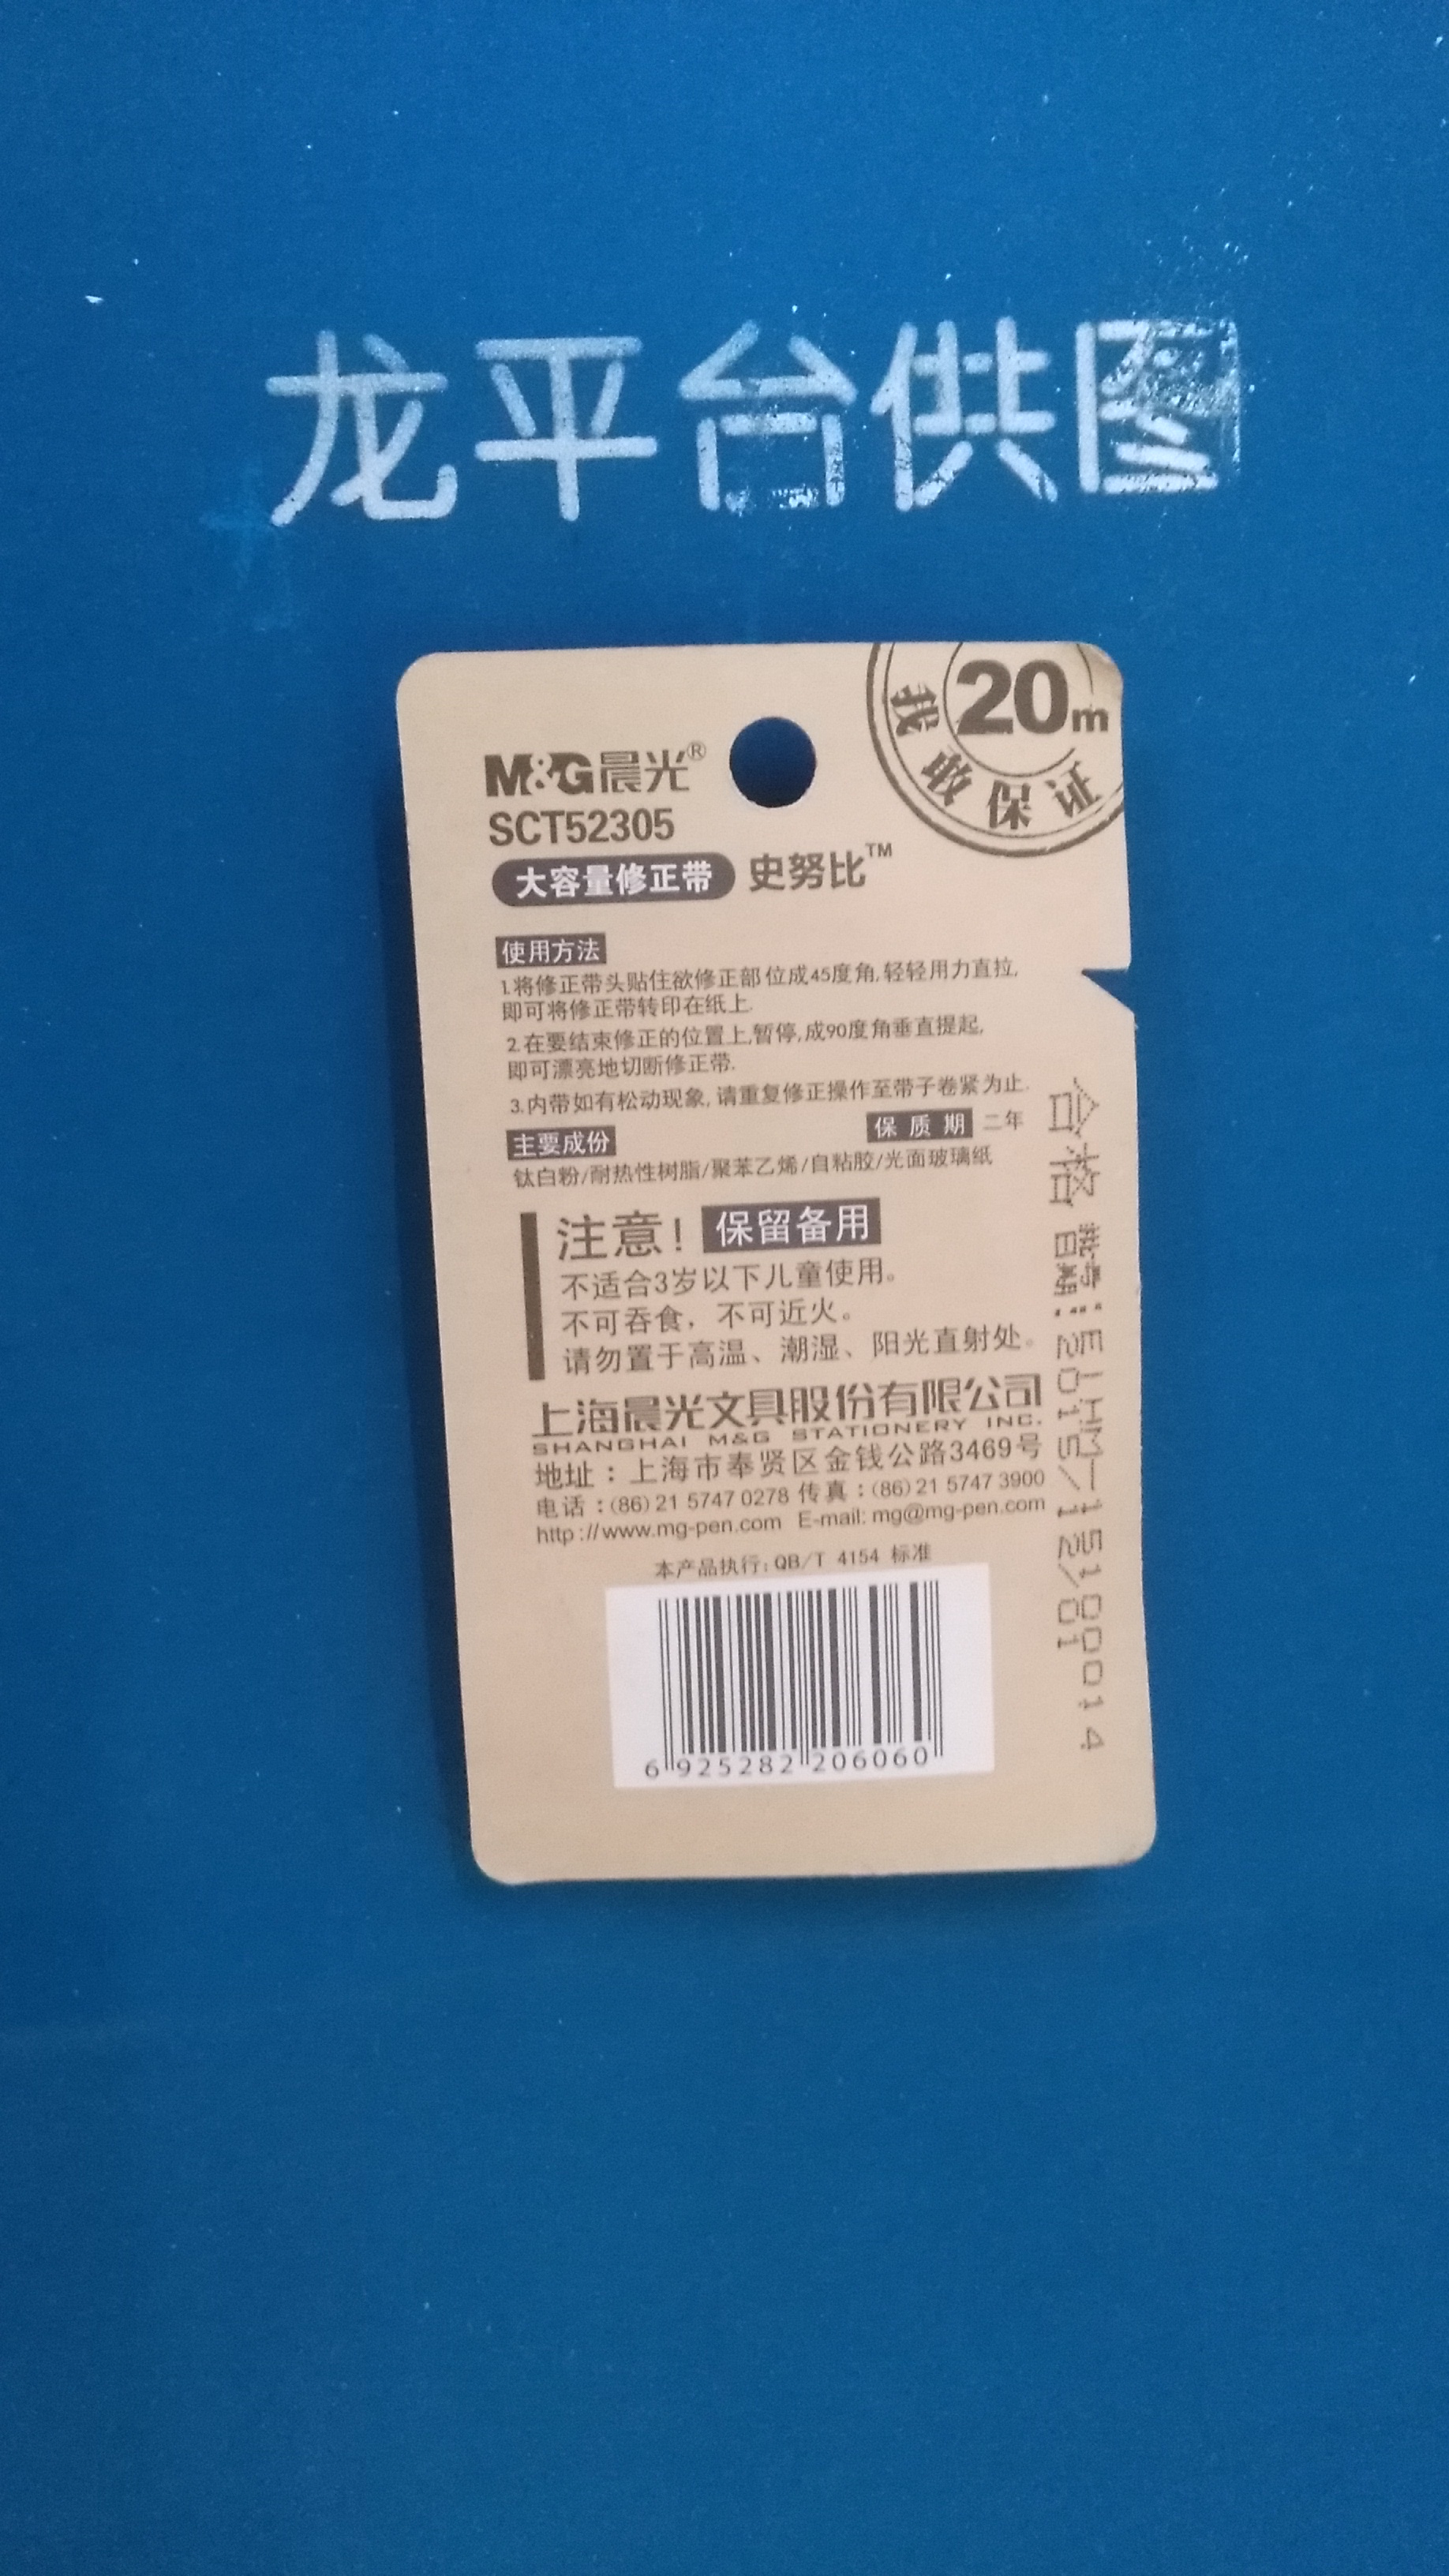 龙平台供图
20m
我敢保证
M&G晨光®
SCT52305
大容量修正带 史努比™
使用方法
1.将修正带头贴住欲修正部位成45度角,轻轻用力直拉,
即可将修正带转印在纸上.
2.在要结束修正的位置上,暂停,成90度角垂直提起,
即可漂亮地切断修正带.
3.内带如有松动现象,请重复修正操作至带子卷紧为止.
保质期 二年
主要成份
钛白粉/耐热性树脂/聚苯乙烯/自粘胶/光面玻璃纸
注意! 保留备用
不适合3岁以下儿童使用。
不可吞食，不可近火。
请勿置于高温、潮湿、阳光直射处。
上海晨光文具股份有限公司
SHANGHAI M&G STATIONERY INC.
地址：上海市奉贤区金钱公路3469号
电话：(86) 21 5747 0278 传真：(86) 21 5747 3900
http://www.mg-pen.com E-mail: mg@mg-pen.com
本产品执行: QB/T 4154 标准
6 925282 206060
合格
批号:ELHM-15100014
日期:2015/12/01